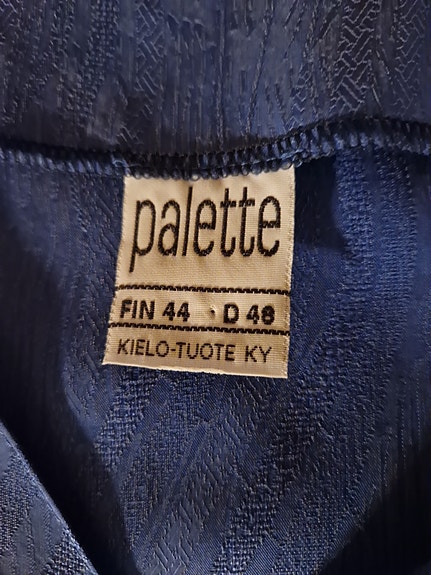 palette
FIN 44 · D 48
KIELO-TUOTE KY